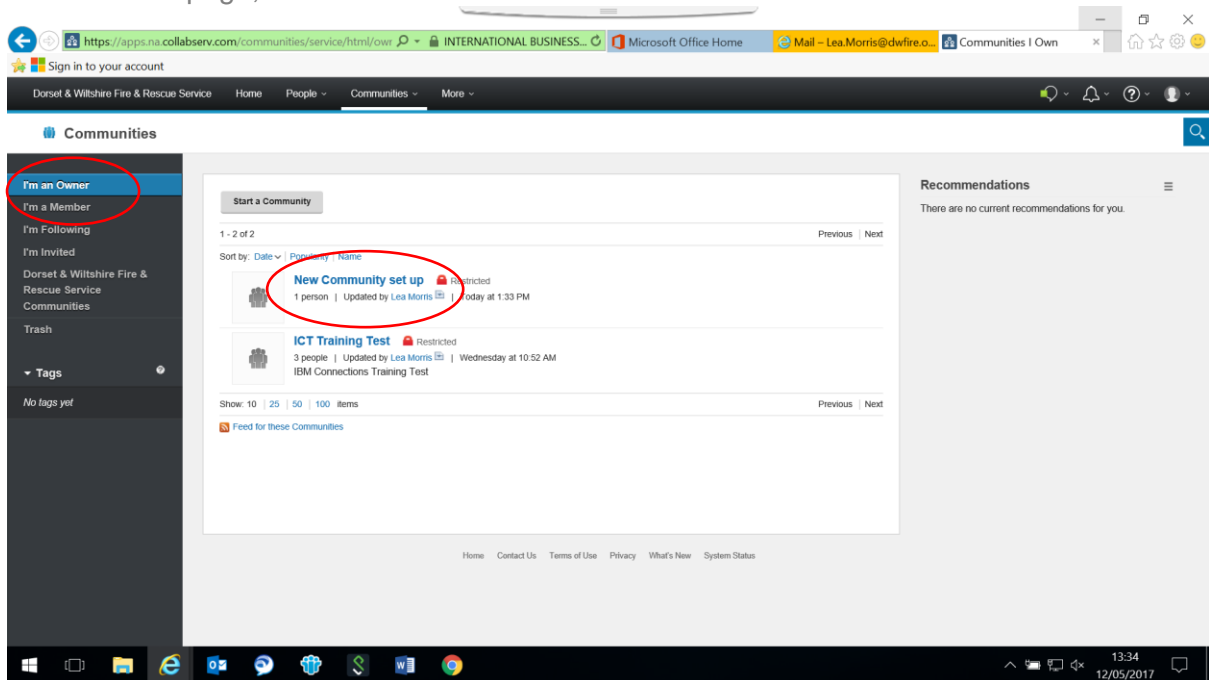 https://apps.na.collabserv.com/communities/service/html/owr INTERNATIONAL BUSINESS... Microsoft Office Home Mail – Lea.Morris@dwfire.o... Communities I Own
Sign in to your account
Dorset & Wiltshire Fire & Rescue Service Home People Communities More
Communities
I'm an Owner
I'm a Member
I'm Following
I'm Invited
Dorset & Wiltshire Fire &
Rescue Service
Communities
Trash
Tags
No tags yet
Start a Community
1 - 2 of 2 Previous | Next
Sort by: Date | Popularity | Name
New Community set up Restricted
1 person | Updated by Lea Morris | Today at 1:33 PM
ICT Training Test Restricted
3 people | Updated by Lea Morris | Wednesday at 10:52 AM
IBM Connections Training Test
Show: 10 | 25 | 50 | 100 items Previous | Next
Feed for these Communities
Recommendations
There are no current recommendations for you.
Home Contact Us Terms of Use Privacy What's New System Status
13:34
12/05/2017